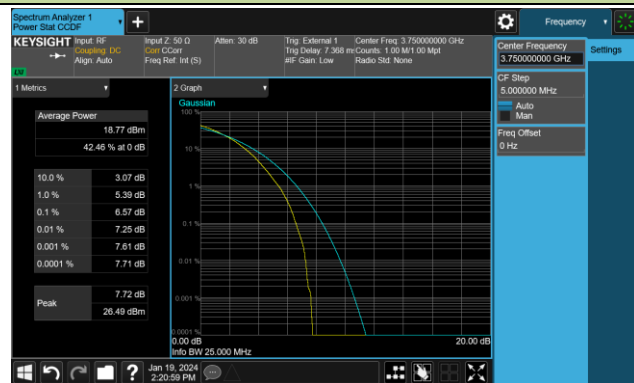 Spectrum Analyzer 1
Power Stat CCDF
Frequency
KEYSIGHT
Input: RF
Coupling: DC
Align: Auto
Input Z: 50 Ω
Corr CCorr
Freq Ref: Int (S)
Atten: 30 dB
Trig: External 1
Trig Delay: 7.368 m
#IF Gain: Low
Center Freq: 3.750000000 GHz
Counts: 1.00 M/1.00 Mpt
Radio Std: None
Center Frequency
3.750000000 GHz
Settings
CF Step
5.000000 MHz
Auto
Man
Freq Offset
0 Hz
1 Metrics
Average Power
18.77 dBm
42.46 % at 0 dB
10.0 % 3.07 dB
1.0 % 5.39 dB
0.1 % 6.57 dB
0.01 % 7.25 dB
0.001 % 7.61 dB
0.0001 % 7.71 dB
Peak 7.72 dB
26.49 dBm
2 Graph
Gaussian
100 %
10 %
1 %
0.1 %
0.01 %
0.001 %
0.0001 %
0.00 dB 20.00 dB
Info BW 25.000 MHz
Jan 19, 2024
2:20:59 PM